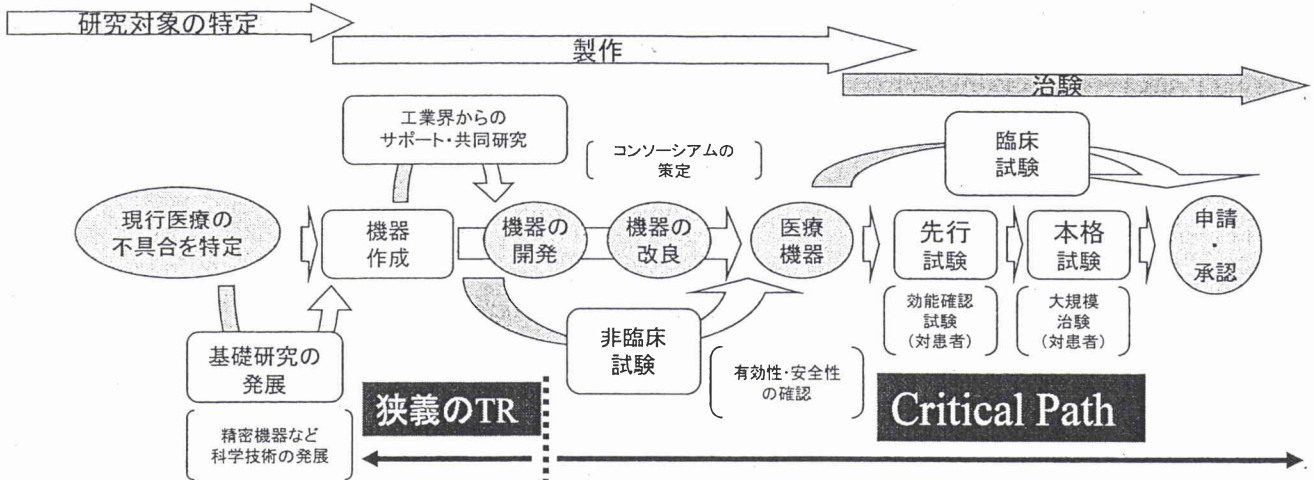 研究対象の特定
製作
治験
工業界からの
サポート・共同研究
コンソーシアムの
策定
臨床
試験
現行医療の
不具合を特定
機器
作成
機器の
開発
機器の
改良
医療
機器
先行
試験
本格
試験
申請
・
承認
効能確認
試験
(対患者)
大規模
治験
(対患者)
基礎研究の
発展
非臨床
試験
有効性・安全性
の確認
精密機器など
科学技術の発展
狭義のTR
Critical Path